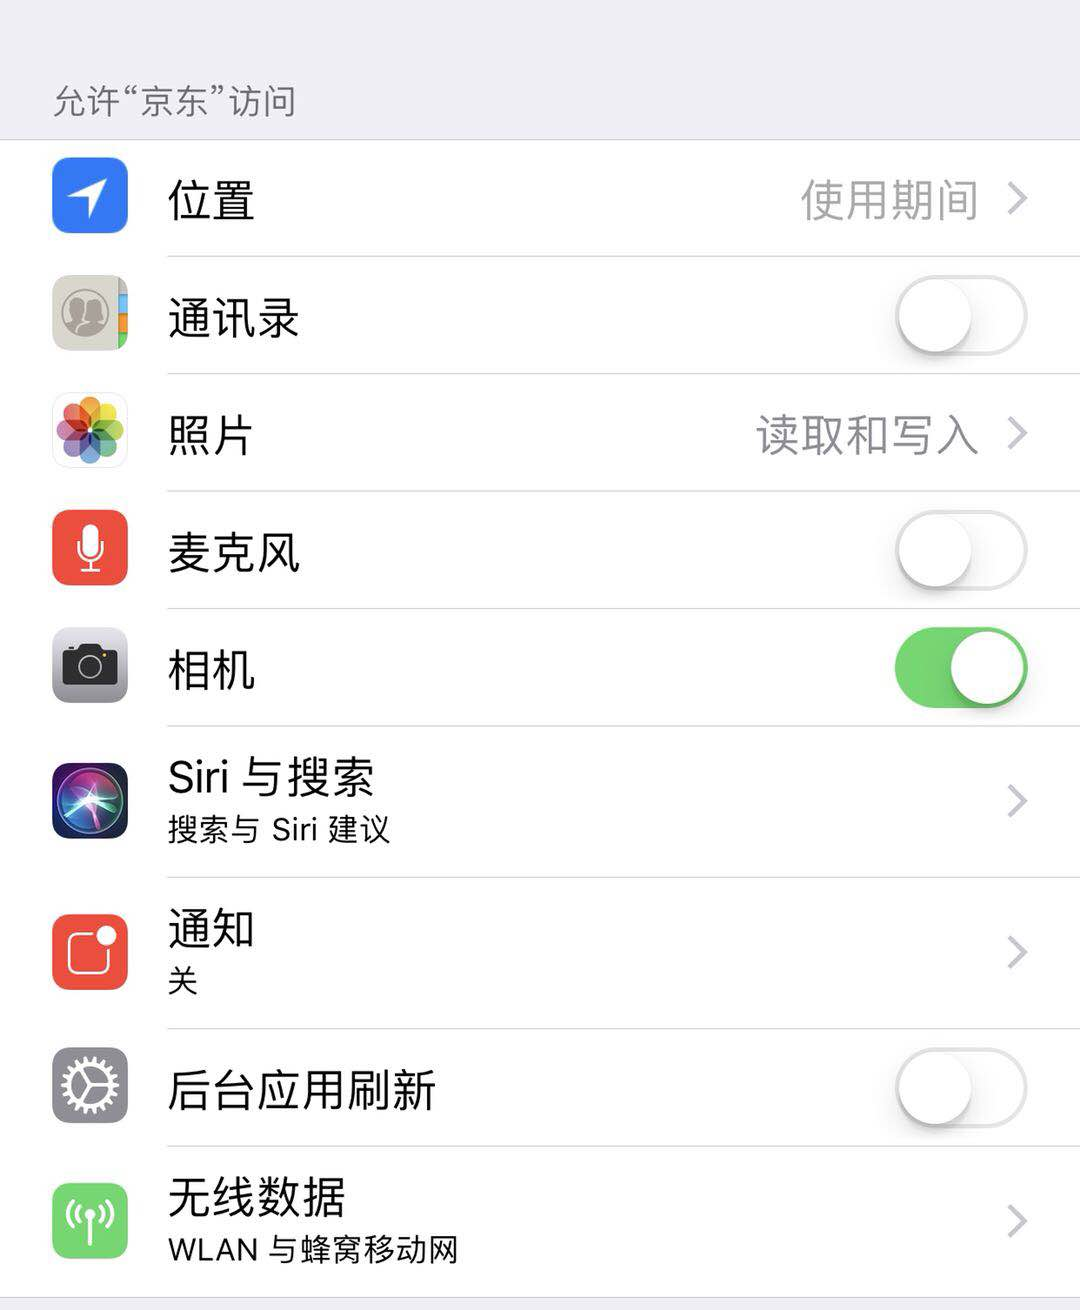 允许“京东”访问
位置
使用期间
通讯录
照片
读取和写入
麦克风
相机
Siri 与搜索
搜索与 Siri 建议
通知
关
后台应用刷新
无线数据
WLAN 与蜂窝移动网